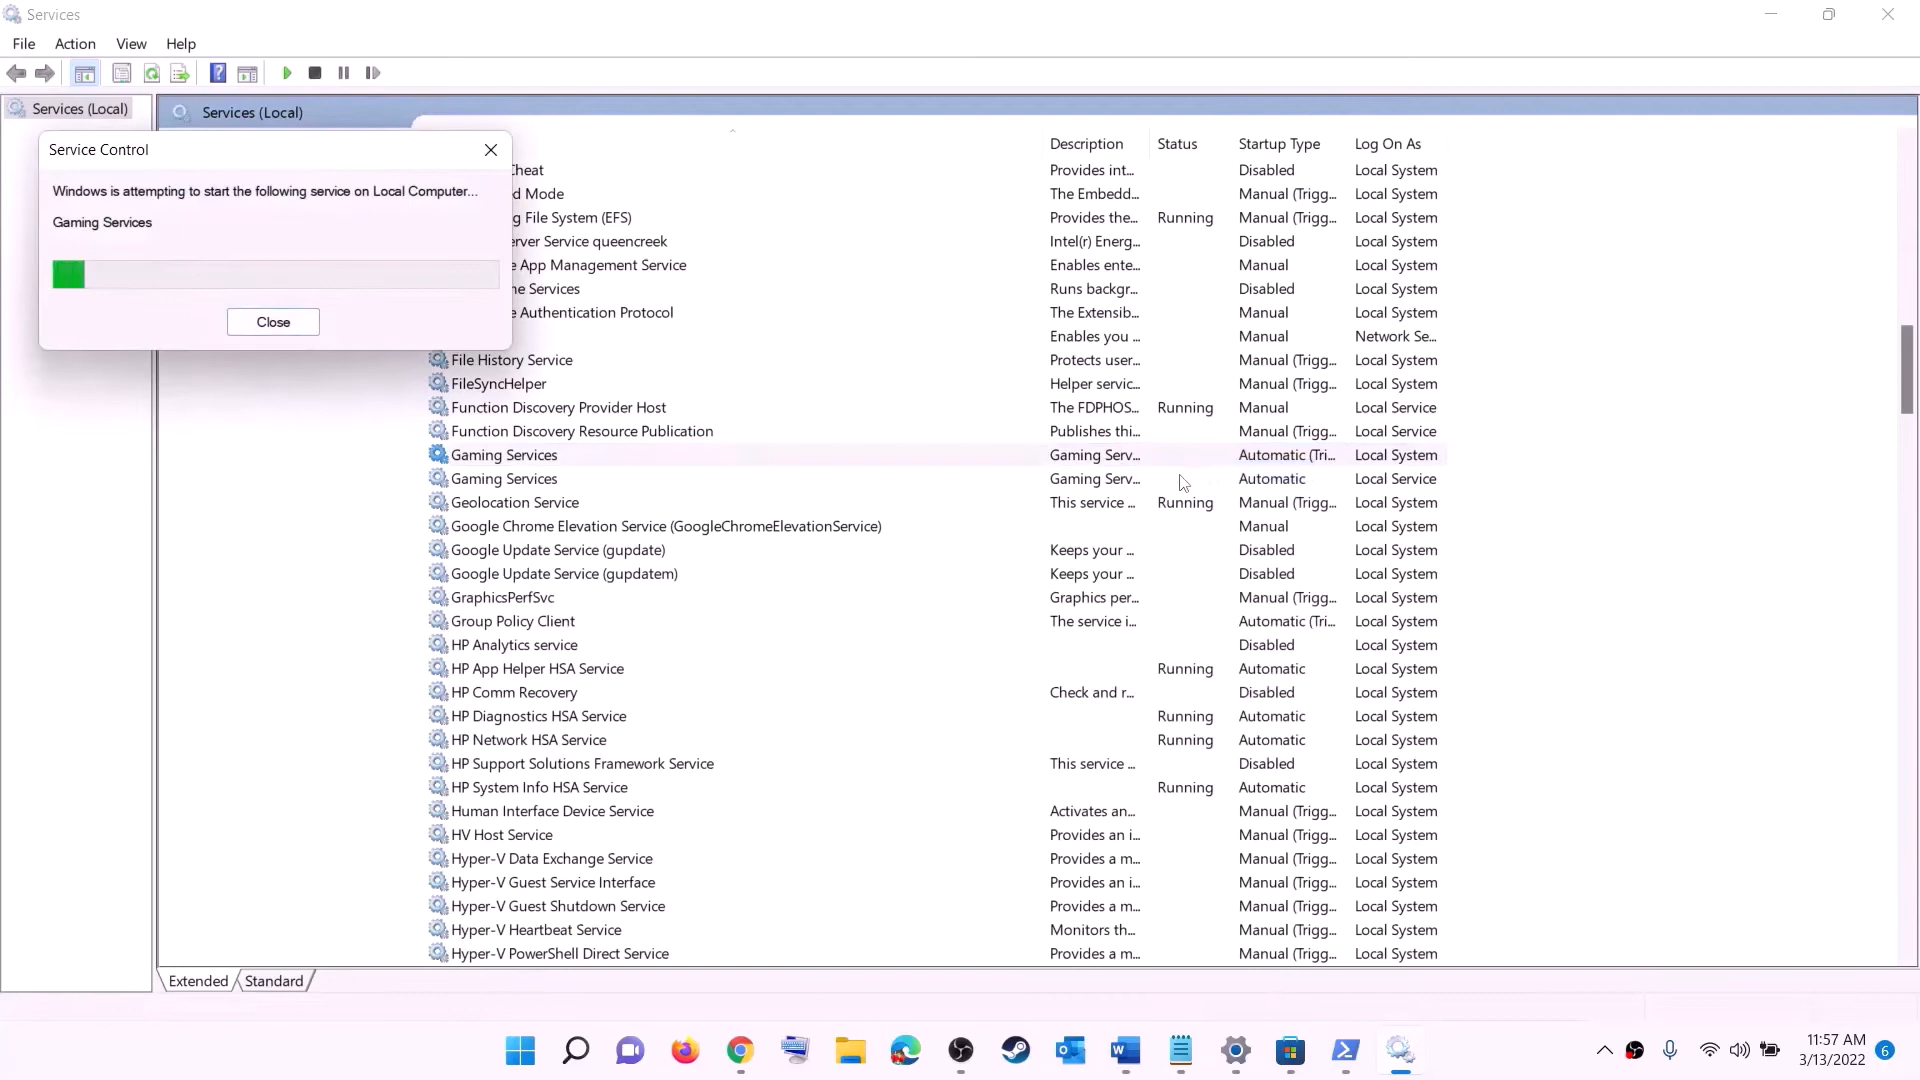 Services
File Action View Help
Services (Local)
Services (Local)
Service Control
Windows is attempting to start the following service on Local Computer...
Gaming Services
Close
Description Status Startup Type Log On As
Cheat Provides int... Disabled Local System
d Mode The Embedd... Manual (Trigg... Local System
g File System (EFS) Provides the... Running Manual (Trigg... Local System
erver Service queencreek Intel(r) Energ... Disabled Local System
e App Management Service Enables ente... Manual Local System
ne Services Runs backgr... Disabled Local System
e Authentication Protocol The Extensib... Manual Local System
Enables you ... Manual Network Se...
File History Service Protects user... Manual (Trigg... Local System
FileSyncHelper Helper servic... Manual (Trigg... Local System
Function Discovery Provider Host The FDPHOS... Running Manual Local Service
Function Discovery Resource Publication Publishes thi... Manual (Trigg... Local Service
Gaming Services Gaming Serv... Automatic (Tri... Local System
Gaming Services Gaming Serv... Automatic Local Service
Geolocation Service This service ... Running Manual (Trigg... Local System
Google Chrome Elevation Service (GoogleChromeElevationService) Manual Local System
Google Update Service (gupdate) Keeps your ... Disabled Local System
Google Update Service (gupdatem) Keeps your ... Disabled Local System
GraphicsPerfSvc Graphics per... Manual (Trigg... Local System
Group Policy Client The service i... Automatic (Tri... Local System
HP Analytics service Disabled Local System
HP App Helper HSA Service Running Automatic Local System
HP Comm Recovery Check and r... Disabled Local System
HP Diagnostics HSA Service Running Automatic Local System
HP Network HSA Service Running Automatic Local System
HP Support Solutions Framework Service This service ... Disabled Local System
HP System Info HSA Service Running Automatic Local System
Human Interface Device Service Activates an... Manual (Trigg... Local System
HV Host Service Provides an i... Manual (Trigg... Local System
Hyper-V Data Exchange Service Provides a m... Manual (Trigg... Local System
Hyper-V Guest Service Interface Provides an i... Manual (Trigg... Local System
Hyper-V Guest Shutdown Service Provides a m... Manual (Trigg... Local System
Hyper-V Heartbeat Service Monitors th... Manual (Trigg... Local System
Hyper-V PowerShell Direct Service Provides a m... Manual (Trigg... Local System
Extended Standard
11:57 AM
3/13/2022
6